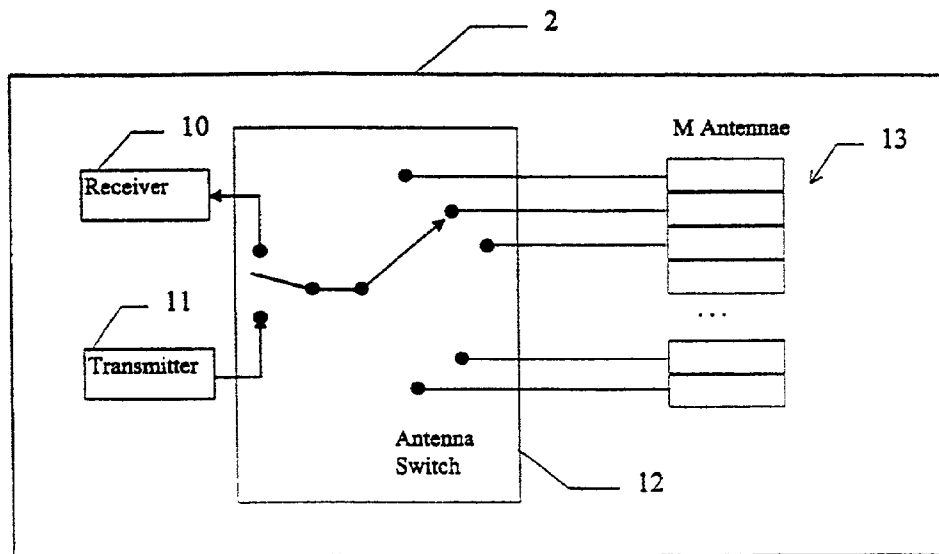 2
10
M Antennae
13
Receiver
11
Transmitter
...
Antenna
Switch
12